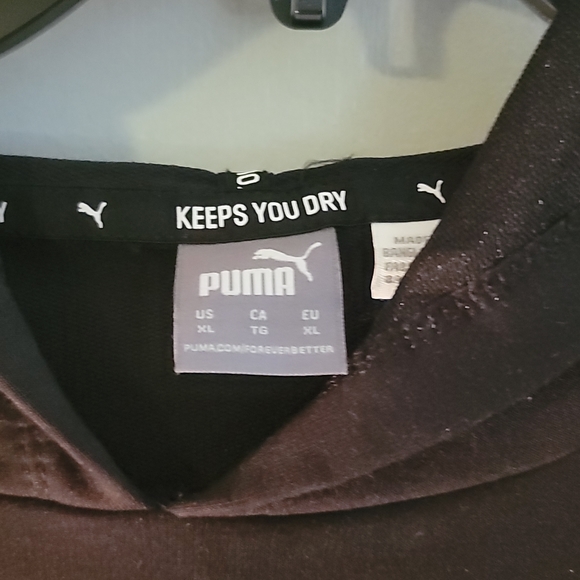 KEEPS YOU DRY
PUMA
US CA EU
XL TG XL
PUMA.COM/FOREVERBETTER
MADE